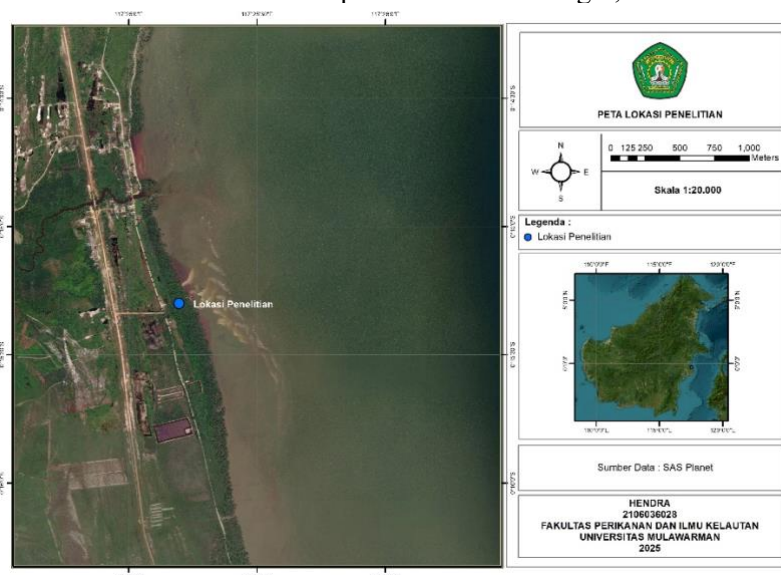 Lokasi Penelitian
PETA LOKASI PENELITIAN
N
W
E
S
0 125 250 500 750 1,000
Meters
Skala 1:20.000
Legenda :
Lokasi Penelitian
Sumber Data : SAS Planet
HENDRA
2106036028
FAKULTAS PERIKANAN DAN ILMU KELAUTAN
UNIVERSITAS MULAWARMAN
2025